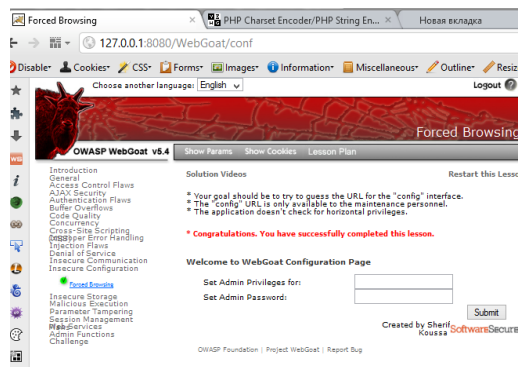 Forced Browsing
PHP Charset Encoder/PHP String En...
Новая вкладка
127.0.0.1:8080/WebGoat/conf
Disable
Cookies
CSS
Forms
Images
Information
Miscellaneous
Outline
Resiz
Choose another language: English
Logout
Forced Browsing
OWASP WebGoat v5.4
Show Params
Show Cookies
Lesson Plan
Introduction
General
Access Control Flaws
AJAX Security
Authentication Flaws
Buffer Overflows
Code Quality
Concurrency
Cross-Site Scripting
(XSS)
Improper Error Handling
Injection Flaws
Denial of Service
Insecure Communication
Insecure Configuration
Forced Browsing
Insecure Storage
Malicious Execution
Parameter Tampering
Session Management
Flaws
Web Services
Admin Functions
Challenge
Solution Videos
Restart this Lesso
* Your goal should be to try to guess the URL for the "config" interface.
* The "config" URL is only available to the maintenance personnel.
* The application doesn't check for horizontal privileges.
* Congratulations. You have successfully completed this lesson.
Welcome to WebGoat Configuration Page
Set Admin Privileges for:
Set Admin Password:
Submit
Created by Sherif
Koussa
SoftwareSecure
OWASP Foundation | Project WebGoat | Report Bug